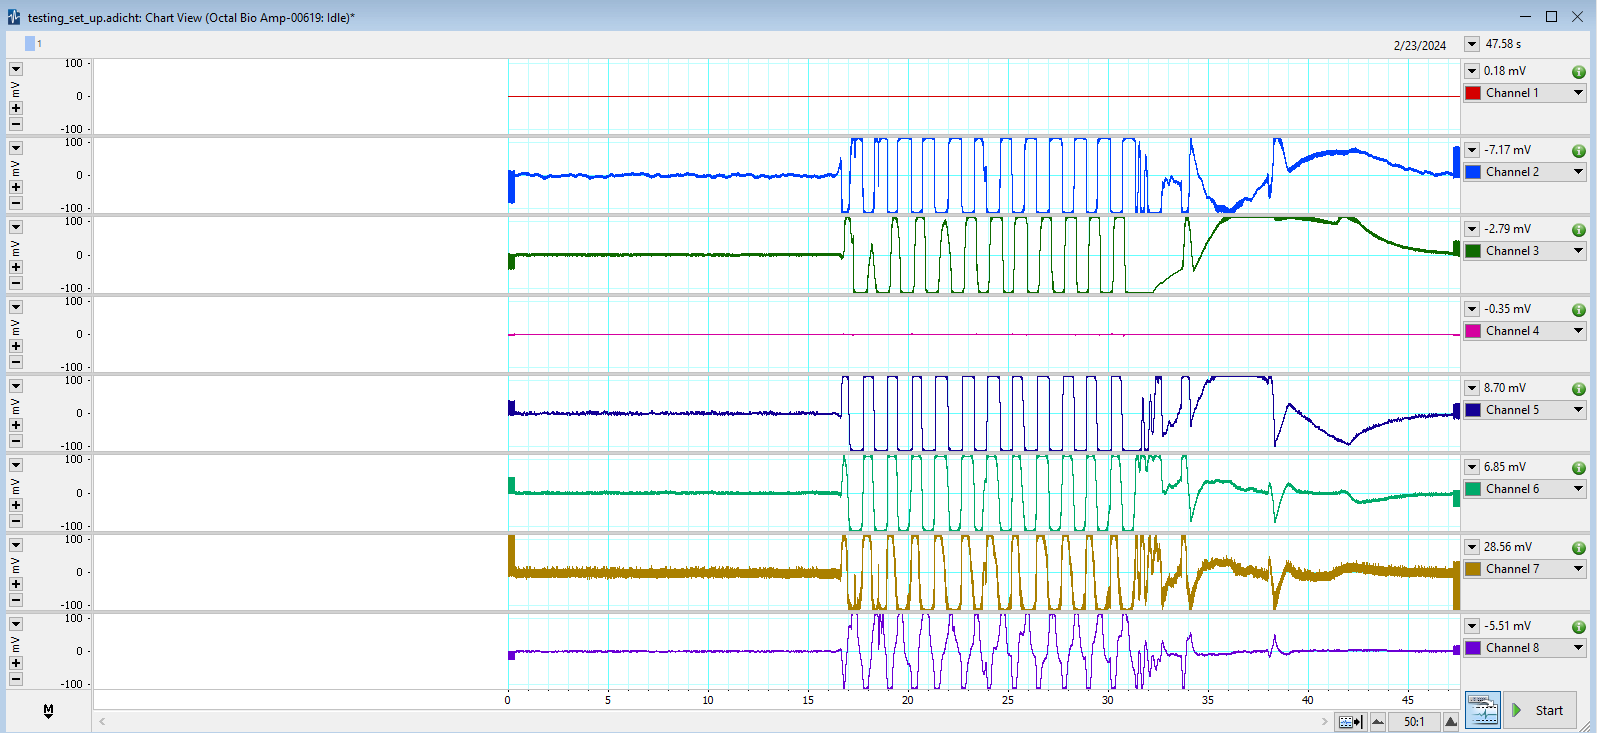 testing_set_up.adicht: Chart View (Octal Bio Amp-00619: Idle)*
1
2/23/2024
47.58 s
100
mV
0
-100
0.18 mV
Channel 1
100
mV
0
-100
-7.17 mV
Channel 2
100
mV
0
-100
-2.79 mV
Channel 3
100
mV
0
-100
-0.35 mV
Channel 4
100
mV
0
-100
8.70 mV
Channel 5
100
mV
0
-100
6.85 mV
Channel 6
100
mV
0
-100
28.56 mV
Channel 7
100
mV
0
-100
-5.51 mV
Channel 8
0 5 10 15 20 25 30 35 40 45
M
50:1
Start